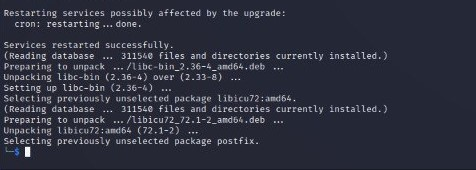 Restarting services possibly affected by the upgrade:
cron: restarting ... done.
Services restarted successfully.
(Reading database ... 311540 files and directories currently installed.)
Preparing to unpack .../libc-bin_2.36-4_amd64.deb ...
Unpacking libc-bin (2.36-4) over (2.33-8) ...
Setting up libc-bin (2.36-4) ...
Selecting previously unselected package libicu72:amd64.
(Reading database ... 311540 files and directories currently installed.)
Preparing to unpack .../libicu72_72.1-2_amd64.deb ...
Unpacking libicu72:amd64 (72.1-2) ...
Selecting previously unselected package postfix.
└─$